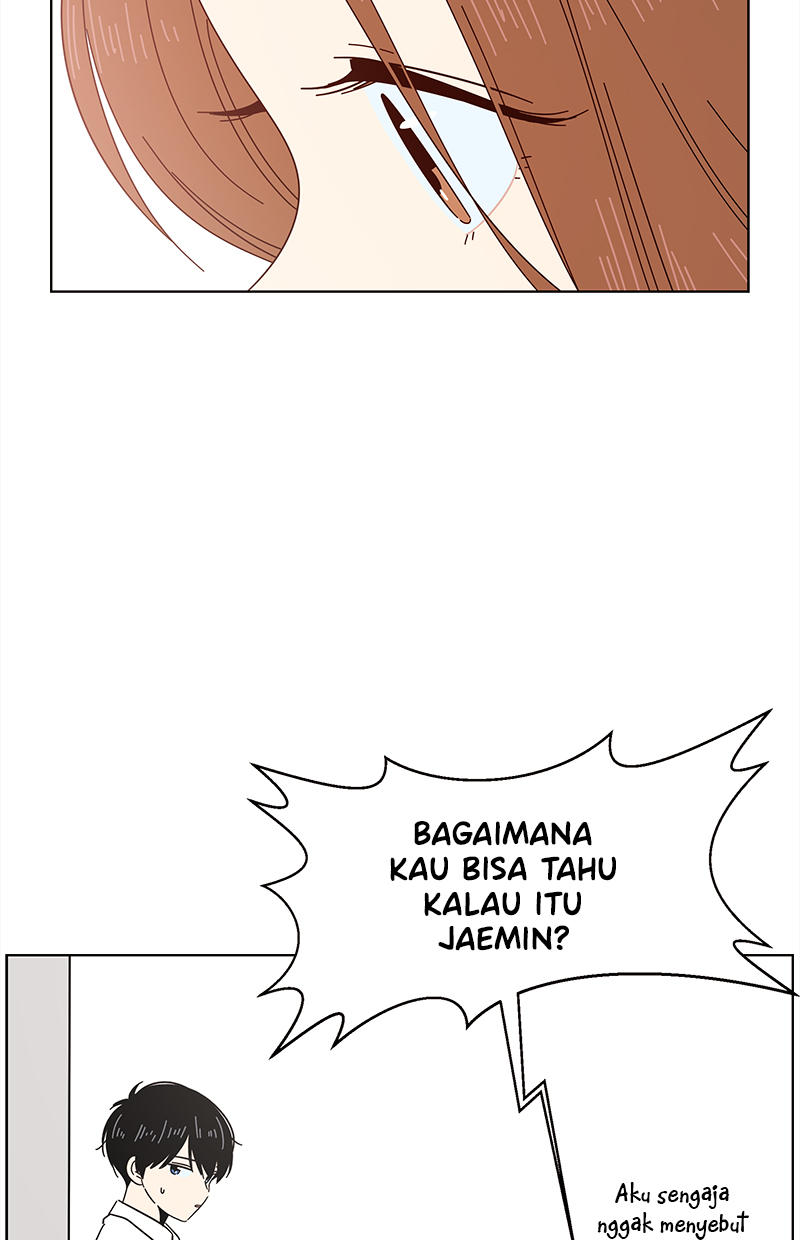 BAGAIMANA
KAU BISA TAHU
KALAU ITU
JAEMIN?
Aku sengaja
nggak menyebut